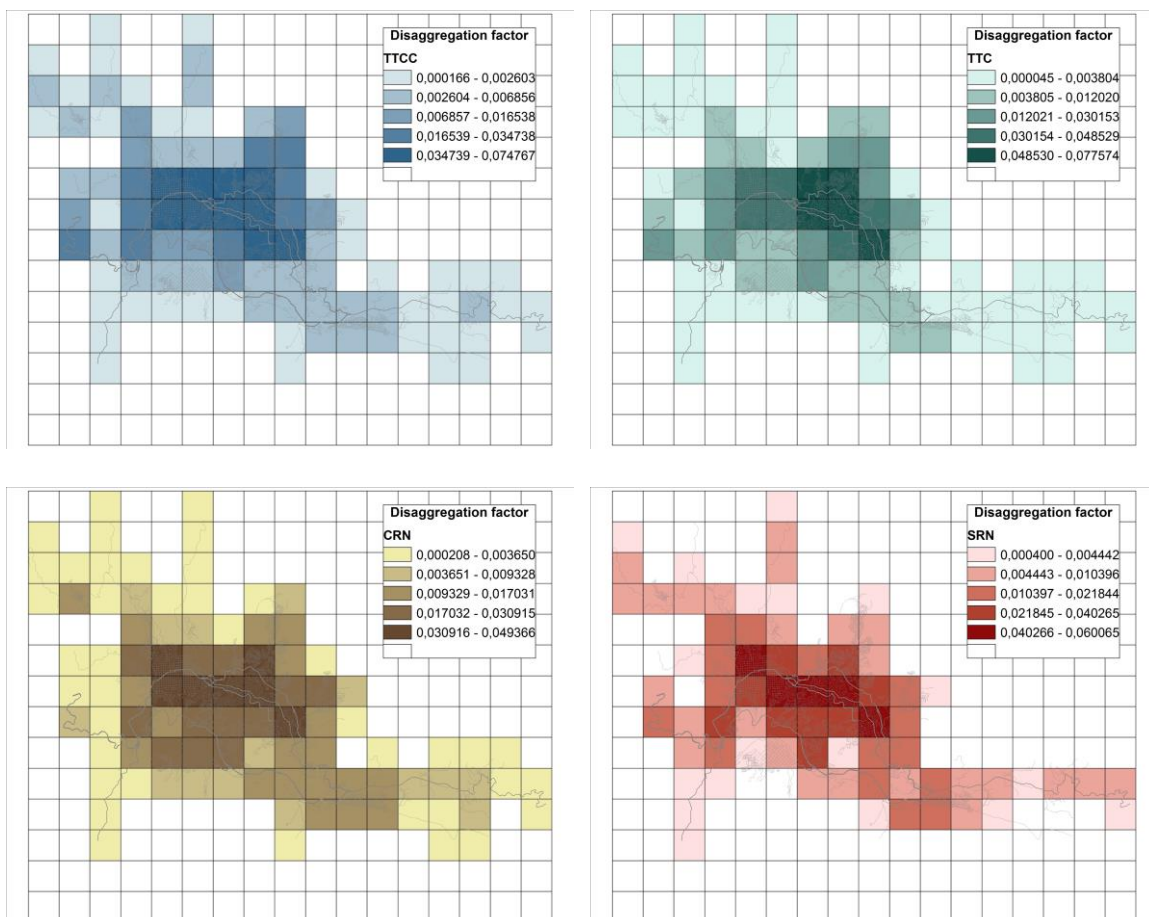 Disaggregation factor
TTCC
0,000166 - 0,002603
0,002604 - 0,006856
0,006857 - 0,016538
0,016539 - 0,034738
0,034739 - 0,074767
Disaggregation factor
TTC
0,000045 - 0,003804
0,003805 - 0,012020
0,012021 - 0,030153
0,030154 - 0,048529
0,048530 - 0,077574
Disaggregation factor
CRN
0,000208 - 0,003650
0,003651 - 0,009328
0,009329 - 0,017031
0,017032 - 0,030915
0,030916 - 0,049366
Disaggregation factor
SRN
0,000400 - 0,004442
0,004443 - 0,010396
0,010397 - 0,021844
0,021845 - 0,040265
0,040266 - 0,060065